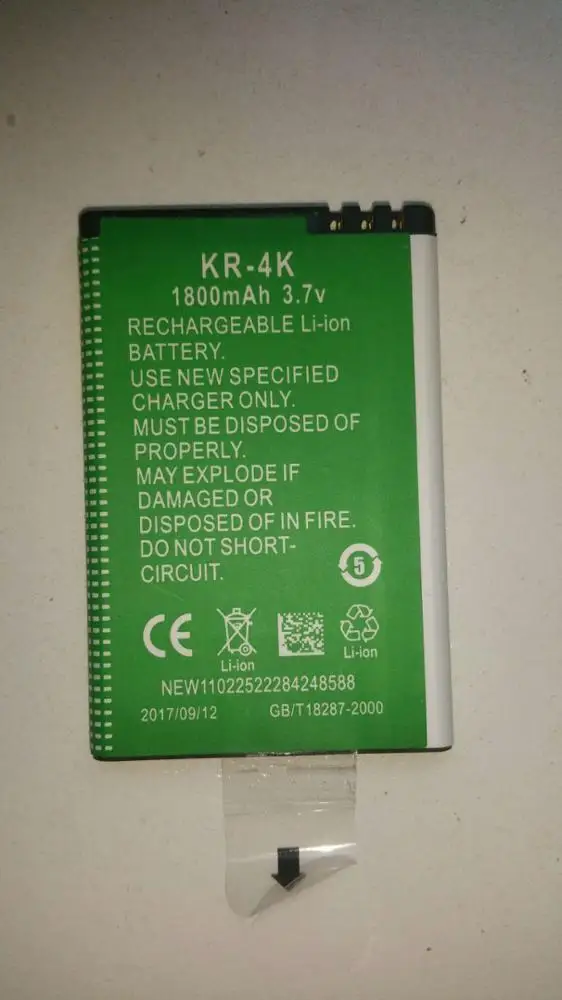 KR-4K
1800mAh 3.7v
RECHARGEABLE Li-ion
BATTERY.
USE NEW SPECIFIED
CHARGER ONLY.
MUST BE DISPOSED OF
PROPERLY.
MAY EXPLODE IF
DAMAGED OR
DISPOSED OF IN FIRE.
DO NOT SHORT-
CIRCUIT.
5
CE
Li-ion
Li-ion
NEW11022522284248588
2017/09/12 GB/T18287-2000